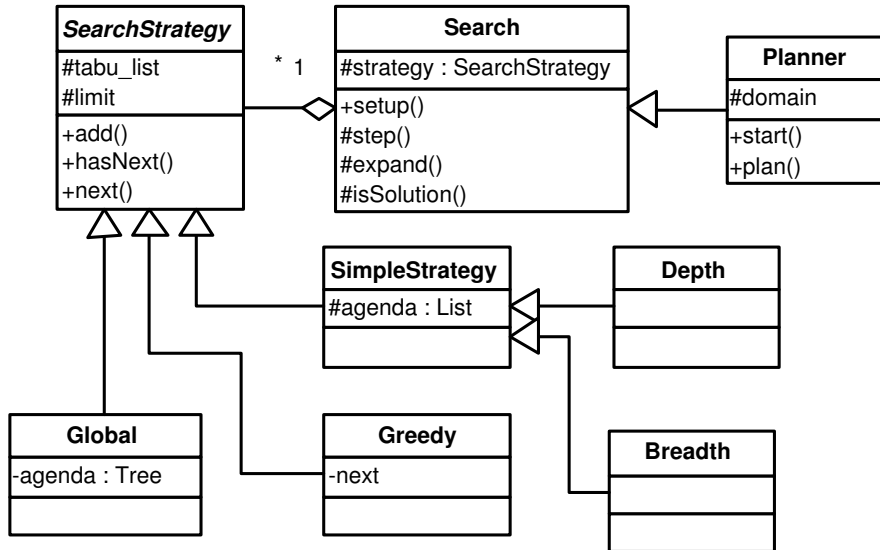 SearchStrategy
#tabu_list
#limit
+add()
+hasNext()
+next()
* 1
Search
#strategy : SearchStrategy
+setup()
#step()
#expand()
#isSolution()
Planner
#domain
+start()
+plan()
SimpleStrategy
#agenda : List
Depth
Global
-agenda : Tree
Greedy
-next
Breadth